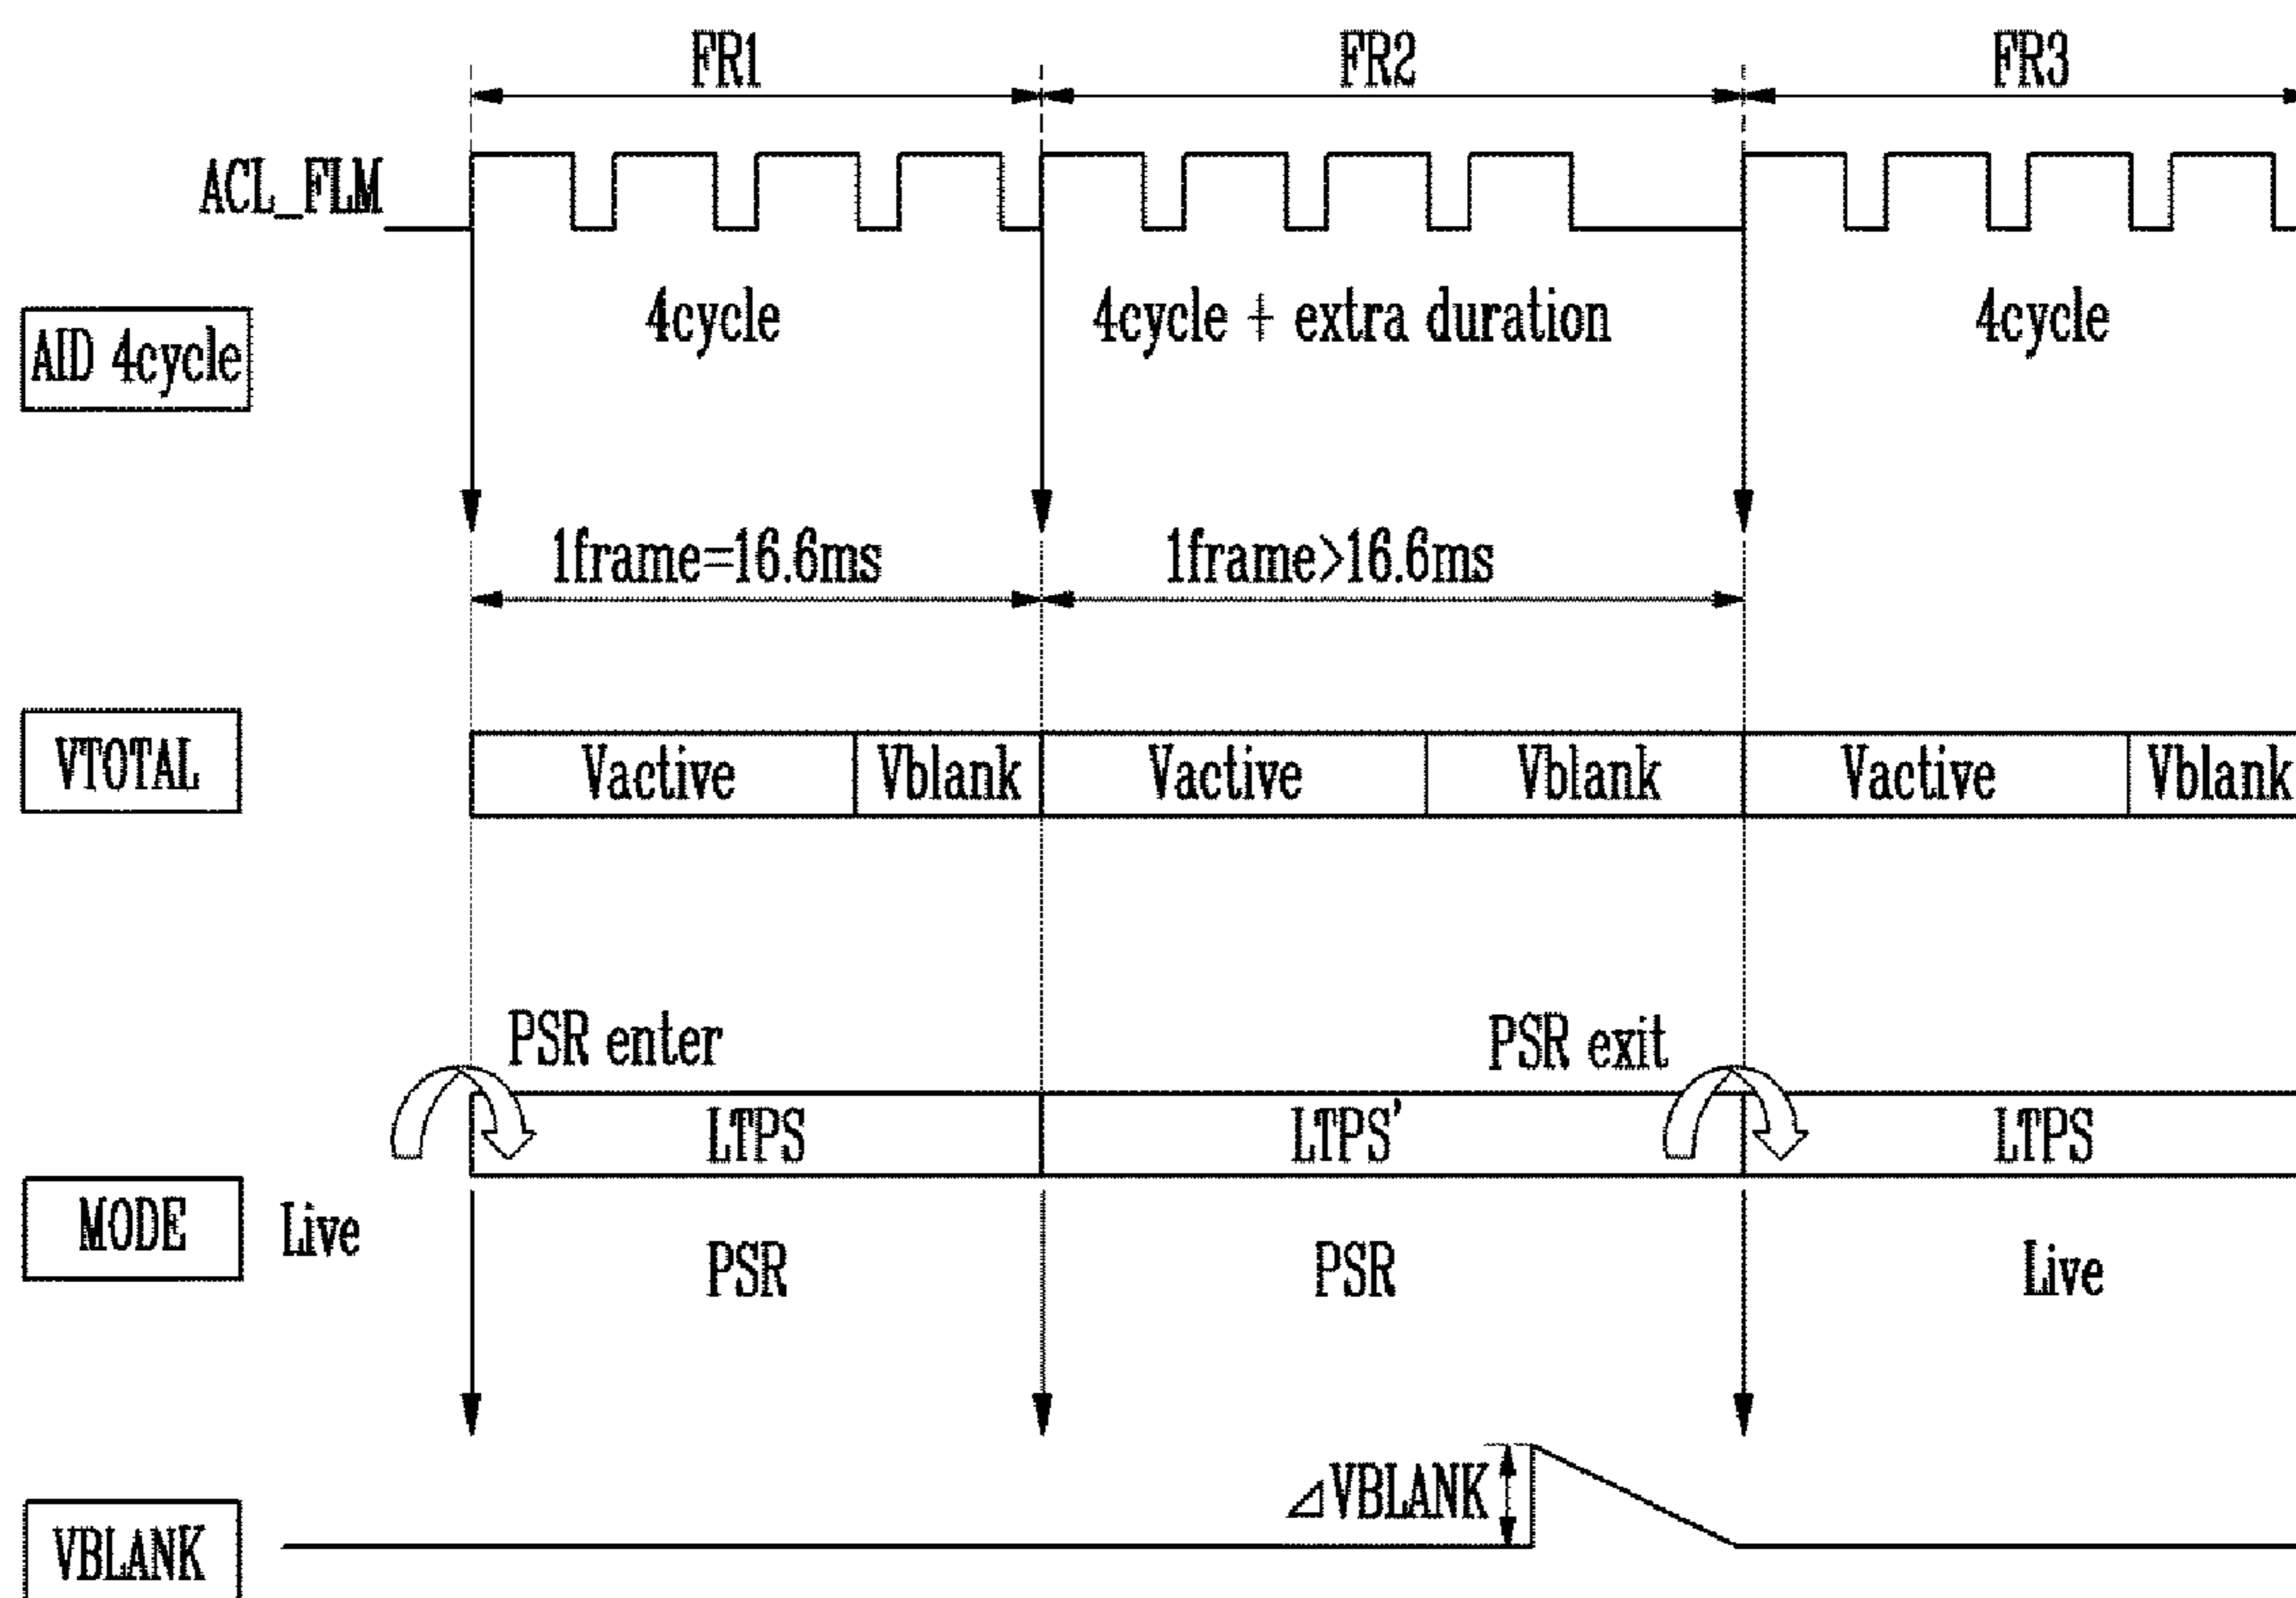 FR1 FR2 FR3
ACL_FLM
4cycle 4cycle + extra duration 4cycle
AID 4cycle
1frame=16.6ms 1frame>16.6ms
VTOTAL Vactive Vblank Vactive Vblank Vactive Vblank
PSR enter PSR exit
LTPS LTPS' LTPS
MODE Live PSR PSR Live
⊿VBLANK
VBLANK